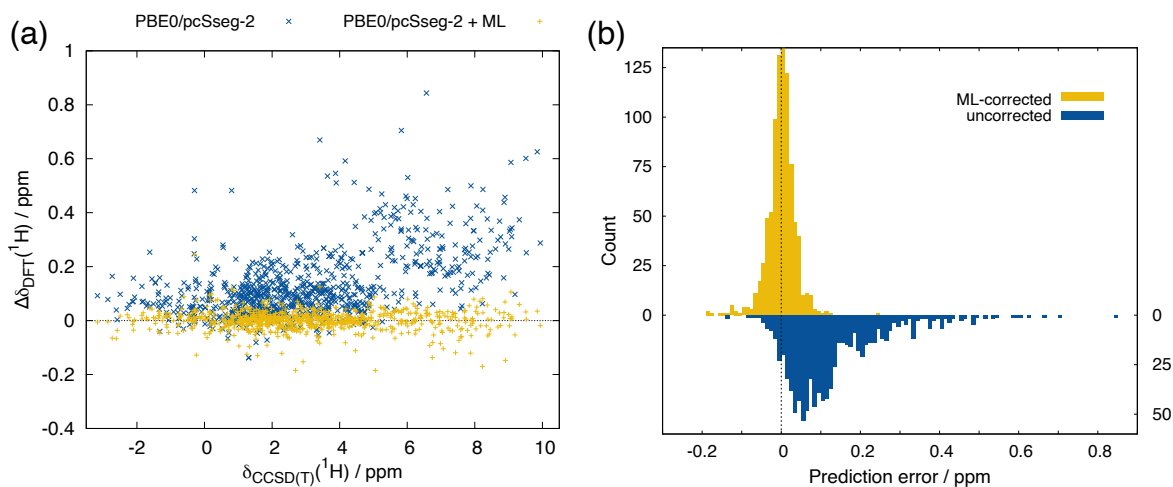 (a)
PBE0/pcSseg-2
PBE0/pcSseg-2 + ML
1
0.8
0.6
0.4
0.2
0
-0.2
-0.4
ΔδDFT(¹H) / ppm
-2 0 2 4 6 8 10
δCCSD(T)(¹H) / ppm
(b)
ML-corrected
uncorrected
125
100
75
50
25
0
Count
0
25
50
-0.2 0 0.2 0.4 0.6 0.8
Prediction error / ppm